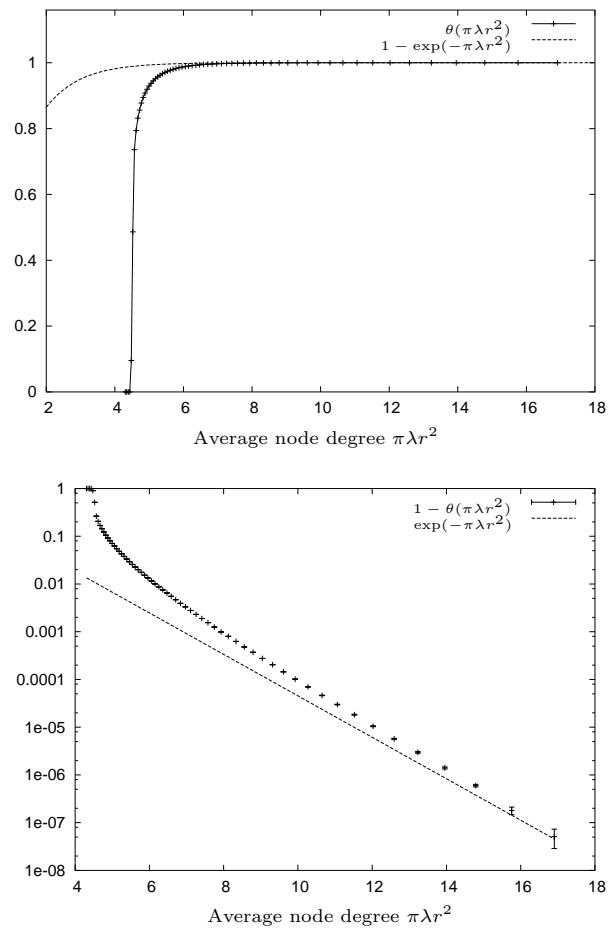 θ(πλr²)
1 − exp(−πλr²)
1
0.8
0.6
0.4
0.2
0
2 4 6 8 10 12 14 16 18
Average node degree πλr²
1 − θ(πλr²)
exp(−πλr²)
1
0.1
0.01
0.001
0.0001
1e-05
1e-06
1e-07
1e-08
4 6 8 10 12 14 16 18
Average node degree πλr²